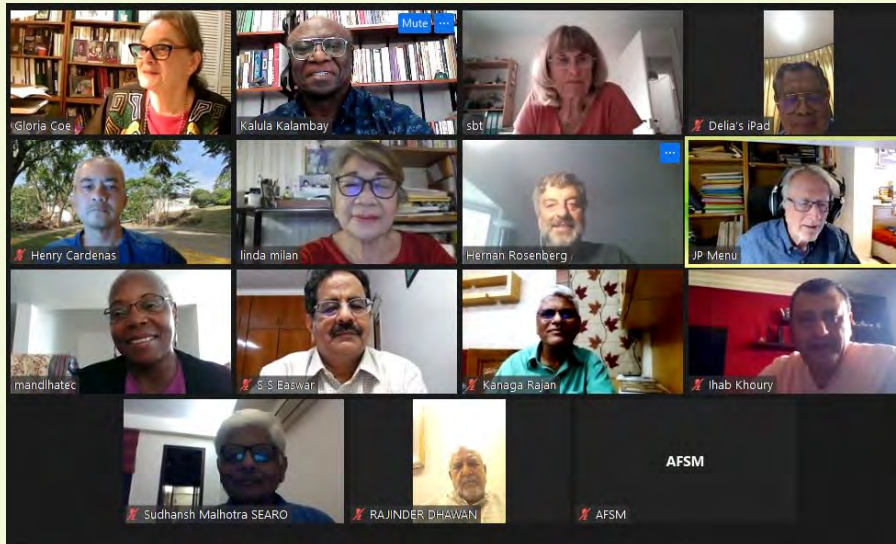 Mute ...
Gloria Coe
Kalula Kalambay
sbt
Delia's iPad
...
Henry Cardenas
linda milan
Hernan Rosenberg
JP Menu
mandlhatec
S S Easwar
Kanaga Rajan
Ihab Khoury
AFSM
Sudhansh Malhotra SEARO
RAJINDER DHAWAN
AFSM